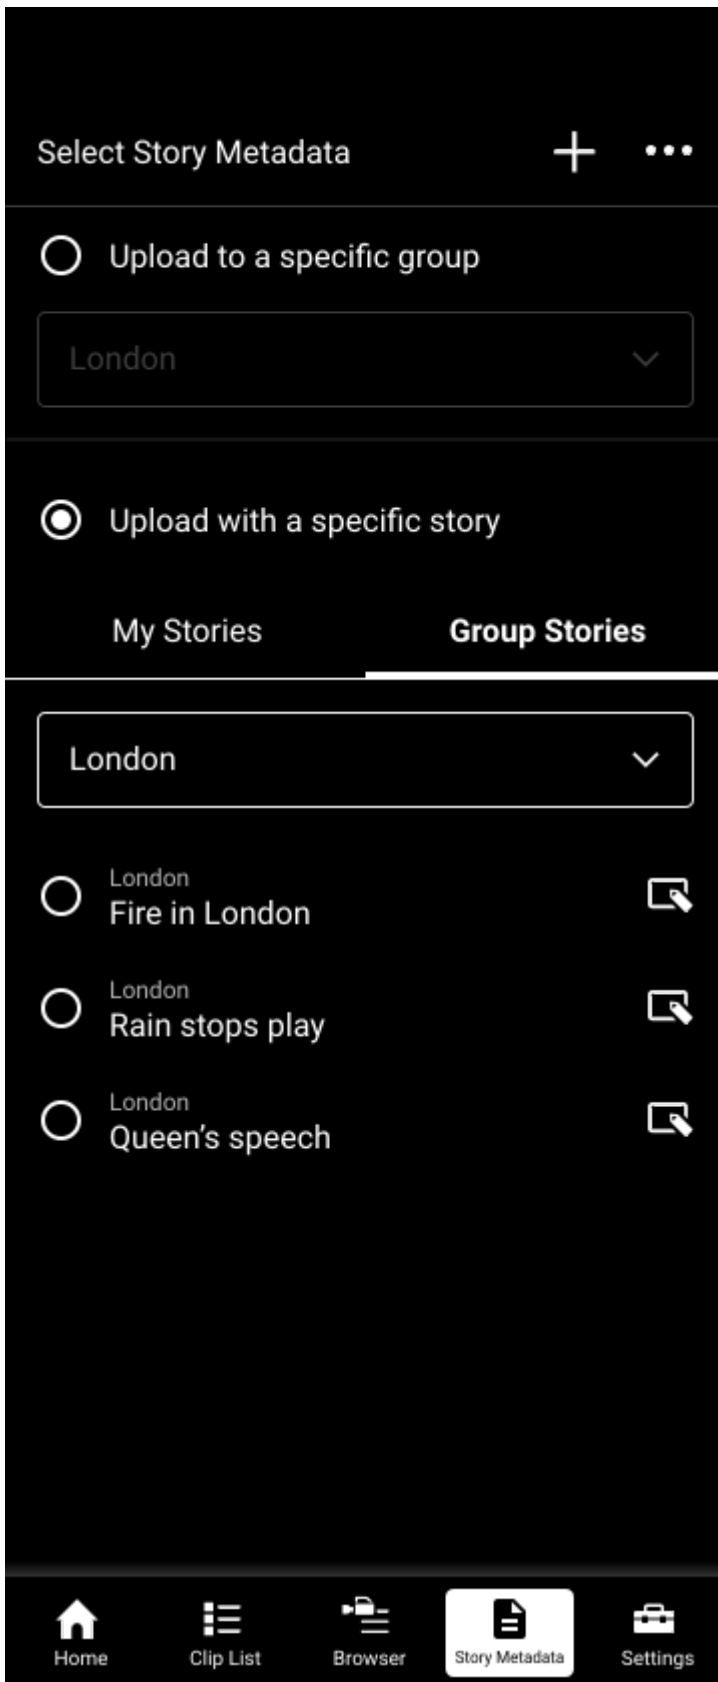 Select Story Metadata
Upload to a specific group
London
Upload with a specific story
My Stories Group Stories
London
London
Fire in London
London
Rain stops play
London
Queen’s speech
Home Clip List Browser Story Metadata Settings